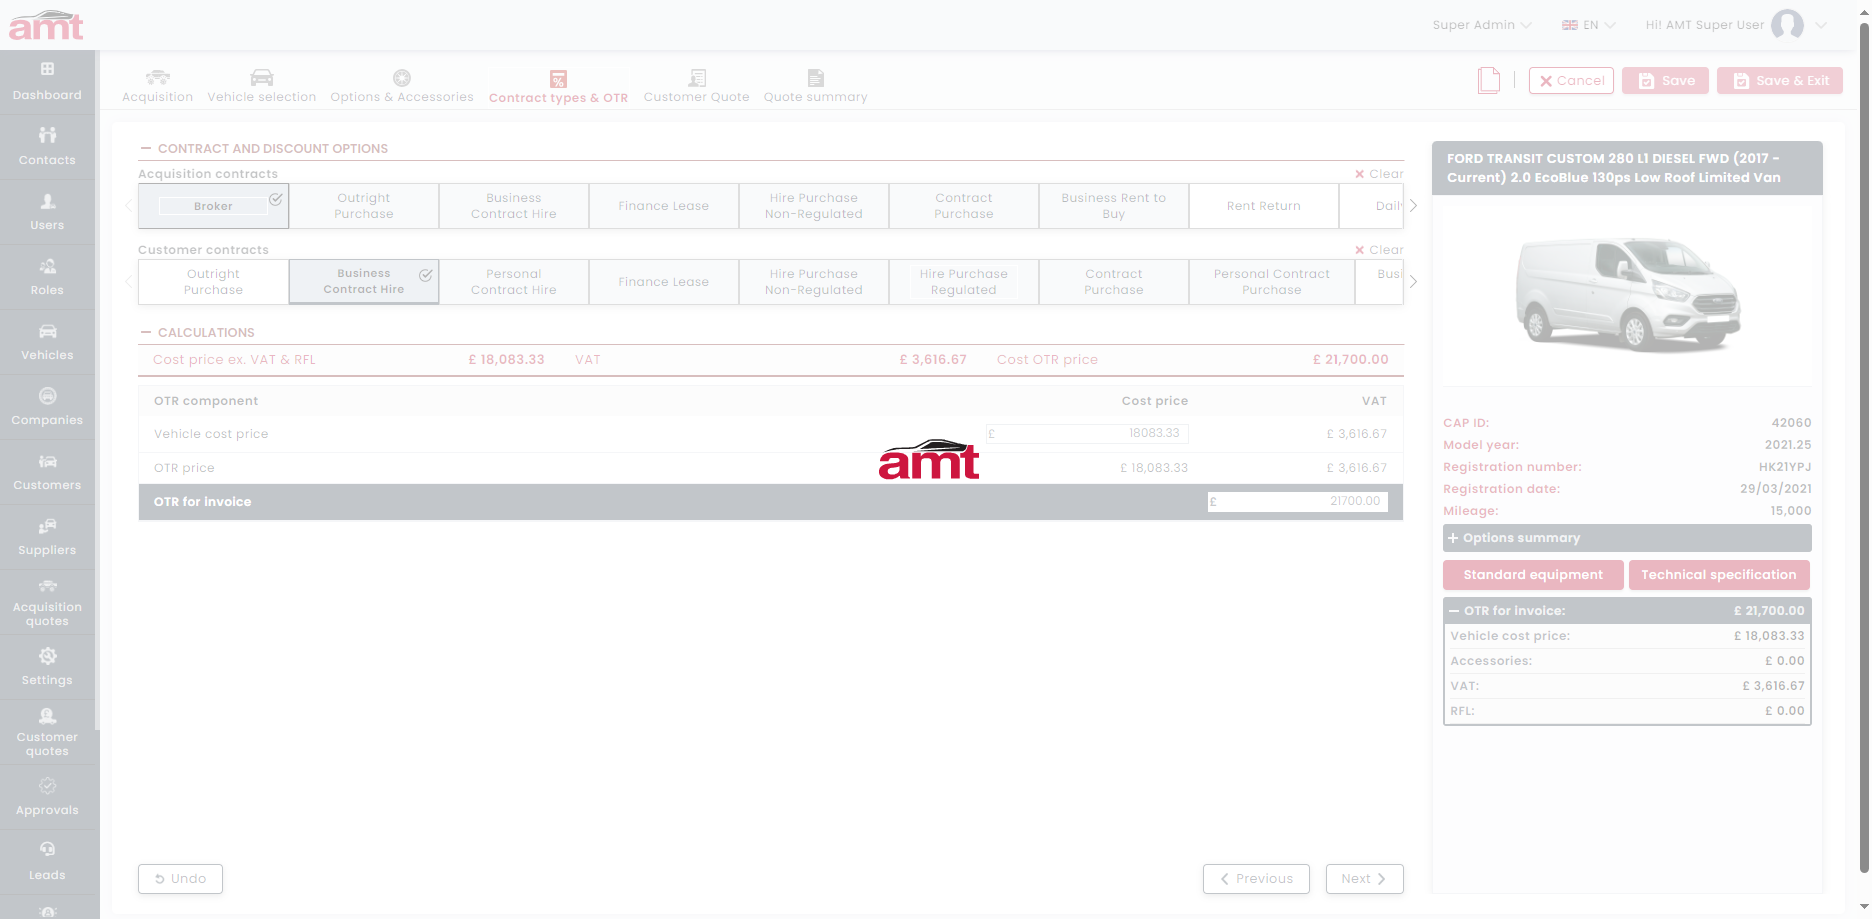 amt
Super Admin
EN
Hi! AMT Super User
Dashboard
Contacts
Users
Roles
Vehicles
Companies
Customers
Suppliers
Acquisition
quotes
Settings
Customer
quotes
Approvals
Leads
Acquisition
Vehicle selection
Options & Accessories
Contract types & OTR
Customer Quote
Quote summary
Cancel
Save
Save & Exit
CONTRACT AND DISCOUNT OPTIONS
Acquisition contracts
Clear
Broker
Outright
Purchase
Business
Contract Hire
Finance Lease
Hire Purchase
Non-Regulated
Contract
Purchase
Business Rent to
Buy
Rent Return
Customer contracts
Clear
Outright
Purchase
Business
Contract Hire
Personal
Contract Hire
Finance Lease
Hire Purchase
Non-Regulated
Hire Purchase
Regulated
Contract
Purchase
Personal Contract
Purchase
CALCULATIONS
Cost price ex. VAT & RFL £ 18,083.33 VAT £ 3,616.67 Cost OTR price £ 21,700.00
OTR component Cost price VAT
Vehicle cost price £ 18083.33 £ 3,616.67
OTR price £ 18,083.33 £ 3,616.67
OTR for invoice £ 21700.00
amt
Undo
Previous
Next
FORD TRANSIT CUSTOM 280 L1 DIESEL FWD (2017 -
Current) 2.0 EcoBlue 130ps Low Roof Limited Van
CAP ID: 42060
Model year: 2021.25
Registration number: HK21YPJ
Registration date: 29/03/2021
Mileage: 15,000
Options summary
Standard equipment
Technical specification
OTR for invoice: £ 21,700.00
Vehicle cost price: £ 18,083.33
Accessories: £ 0.00
VAT: £ 3,616.67
RFL: £ 0.00